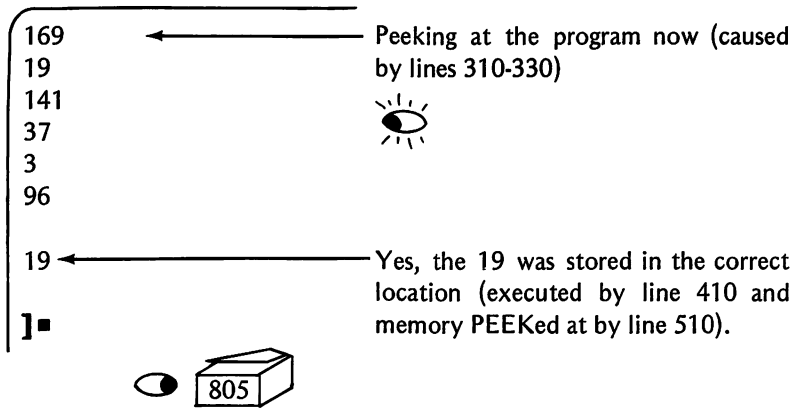 169
Peeking at the program now (caused
19
by lines 310-330)
141
37
3
96
19
Yes, the 19 was stored in the correct
location (executed by line 410 and
]■
memory PEEKed at by line 510).
805